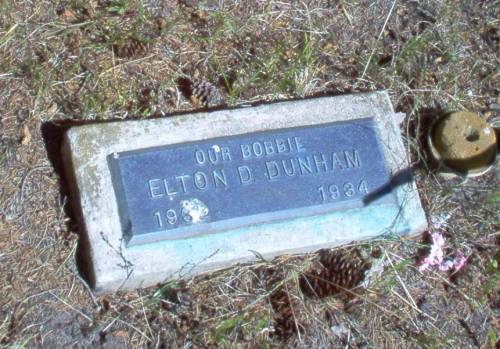 OUR BOBBIE
ELTON D DUNHAM
1934